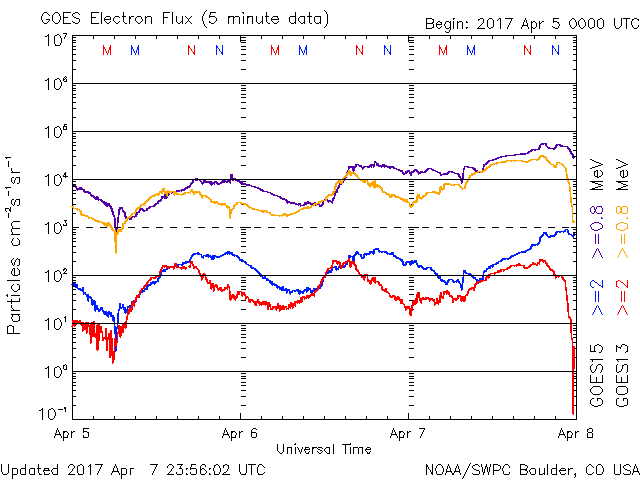 GOES Electron Flux (5 minute data)
Begin: 2017 Apr 5 0000 UTC
10⁷
M M N N M M N N M M N N
10⁶
10⁵
10⁴
10³
10²
10¹
10⁰
10⁻¹
Particles cm⁻²s⁻¹sr⁻¹
Apr 5 Apr 6 Apr 7 Apr 8
Universal Time
GOES15 >=2 >=0.8 MeV
GOES13 >=2 >=0.8 MeV
Updated 2017 Apr 7 23:56:02 UTC
NOAA/SWPC Boulder, CO USA